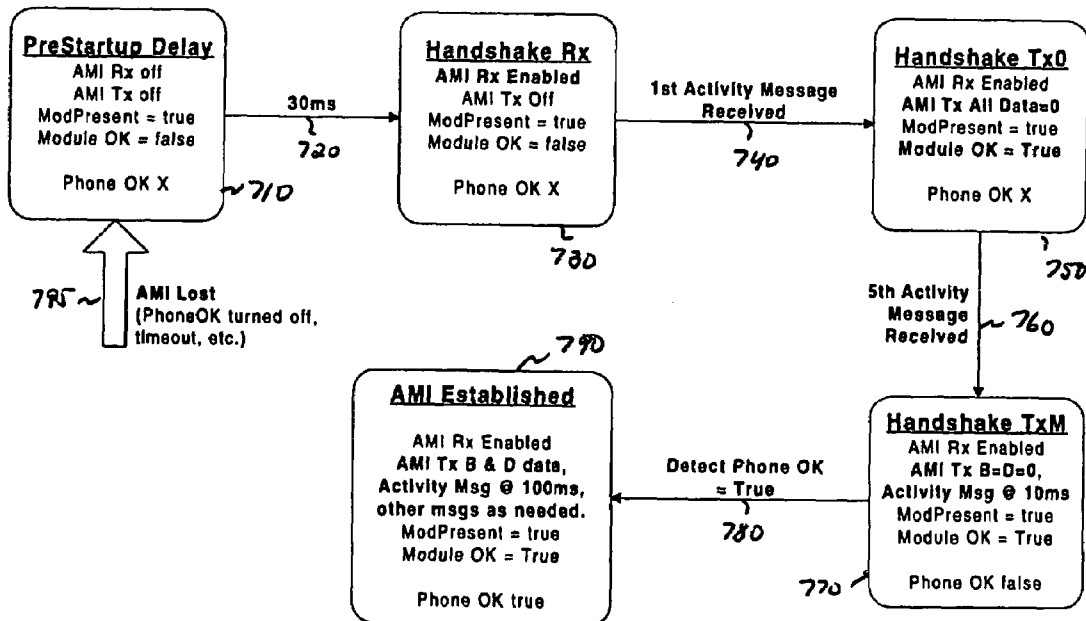 PreStartup Delay
AMI Rx off
AMI Tx off
ModPresent = true
Module OK = false
Phone OK X
710
30ms
720
Handshake Rx
AMI Rx Enabled
AMI Tx Off
ModPresent = true
Module OK = false
Phone OK X
730
1st Activity Message
Received
740
Handshake Tx0
AMI Rx Enabled
AMI Tx All Data=0
ModPresent = true
Module OK = True
Phone OK X
750
795
AMI Lost
(PhoneOK turned off,
timeout, etc.)
5th Activity
Message
Received
760
790
AMI Established
AMI Rx Enabled
AMI Tx B & D data,
Activity Msg @ 100ms,
other msgs as needed.
ModPresent = true
Module OK = True
Phone OK true
Detect Phone OK
= True
780
Handshake TxM
AMI Rx Enabled
AMI Tx B=D=0,
Activity Msg @ 10ms
ModPresent = true
Module OK = True
Phone OK false
770